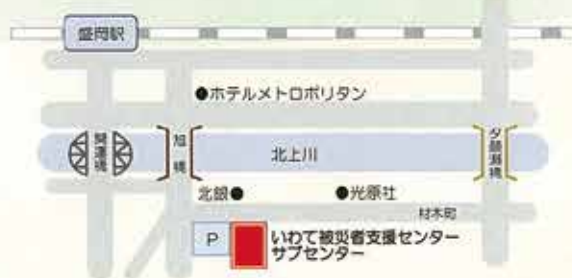 盛岡駅
●ホテルメトロポリタン
開運橋
旭橋
北上川
夕顔瀬橋
北銀●
●光原社
材木町
P
いわて被災者支援センター
サブセンター